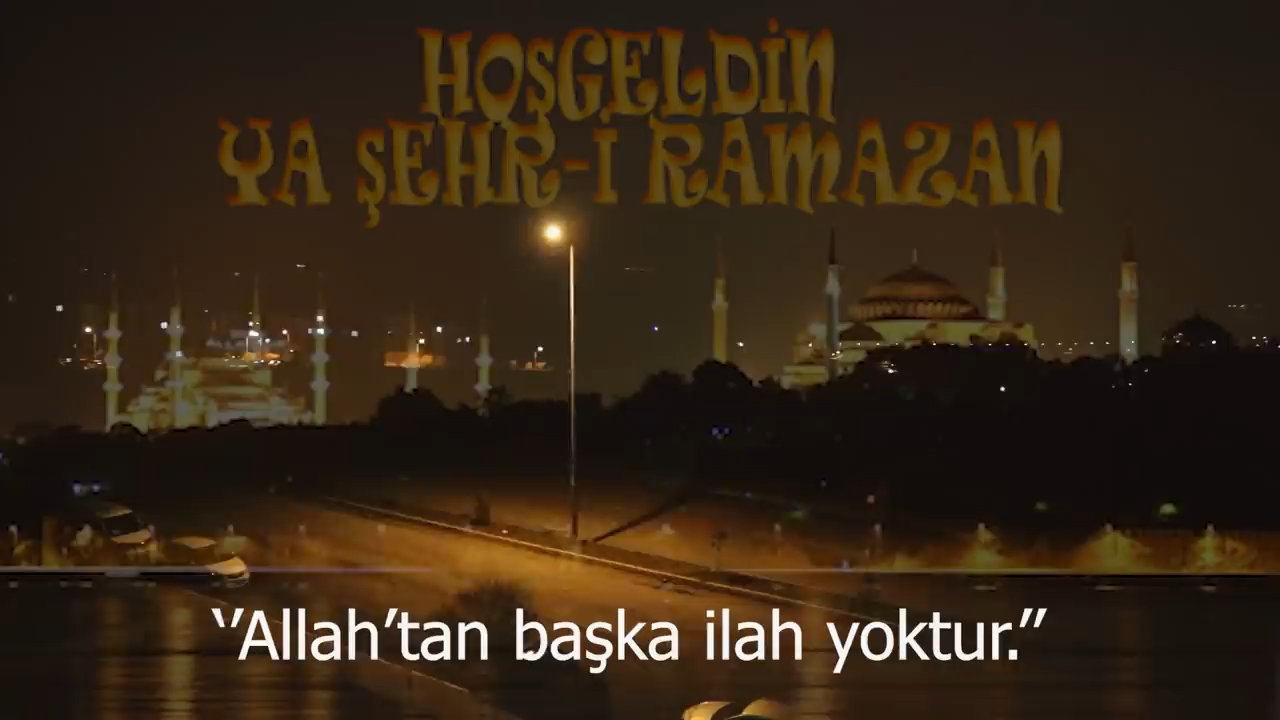 HOŞGELDİN
YA ŞEHR-İ RAMAZAN
‘’Allah’tan başka ilah yoktur.’’